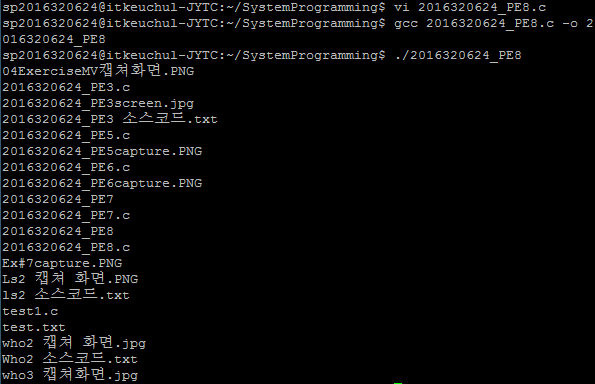 sp2016320624@itkeuchul-JYTC:~/SystemProgramming$ vi 2016320624_PE8.c
sp2016320624@itkeuchul-JYTC:~/SystemProgramming$ gcc 2016320624_PE8.c -o 2
016320624_PE8
sp2016320624@itkeuchul-JYTC:~/SystemProgramming$ ./2016320624_PE8
04ExerciseMV캡쳐화면.PNG
2016320624_PE3.c
2016320624_PE3screen.jpg
2016320624_PE3 소스코드.txt
2016320624_PE5.c
2016320624_PE5capture.PNG
2016320624_PE6.c
2016320624_PE6capture.PNG
2016320624_PE7
2016320624_PE7.c
2016320624_PE8
2016320624_PE8.c
Ex#7capture.PNG
Ls2 캡쳐 화면.PNG
ls2 소스코드.txt
test1.c
test.txt
who2 캡쳐 화면.jpg
Who2 소스코드.txt
who3 캡쳐화면.jpg